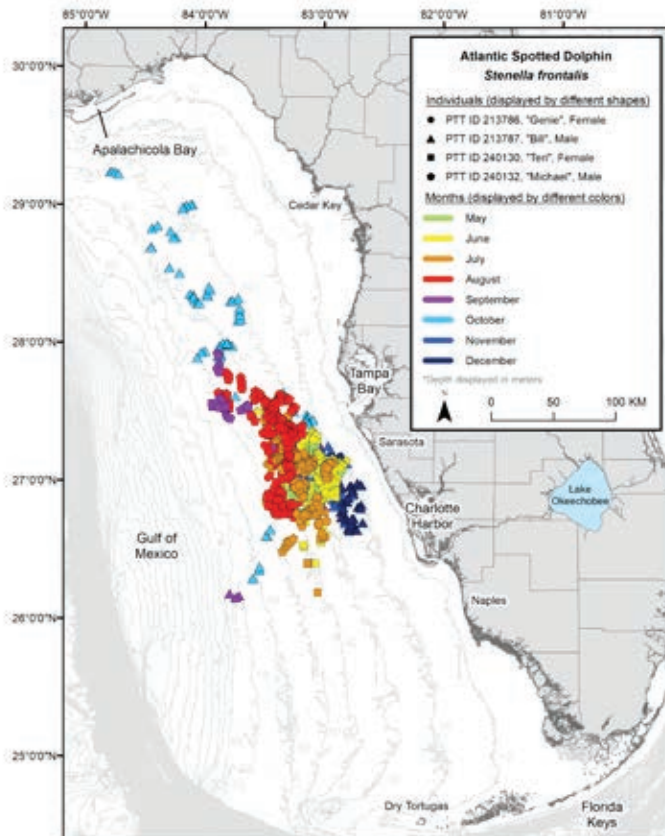 85°0'0"W 84°0'0"W 83°0'0"W 82°0'0"W 81°0'0"W
30°0'0"N
29°0'0"N
28°0'0"N
27°0'0"N
26°0'0"N
25°0'0"N
Atlantic Spotted Dolphin
Stenella frontalis
Individuals (displayed by different shapes)
PTT ID 213786, "Genie", Female
PTT ID 213787, "Bill", Male
PTT ID 240130, "Teri", Female
PTT ID 240132, "Michael", Male
Months (displayed by different colors)
May
June
July
August
September
October
November
December
*Depth displayed in meters
N
0 50 100 KM
Apalachicola Bay
Cedar Key
Tampa
Bay
Sarasota
Lake
Okeechobee
Charlotte
Harbor
Gulf of
Mexico
Naples
Dry Tortugas
Florida
Keys